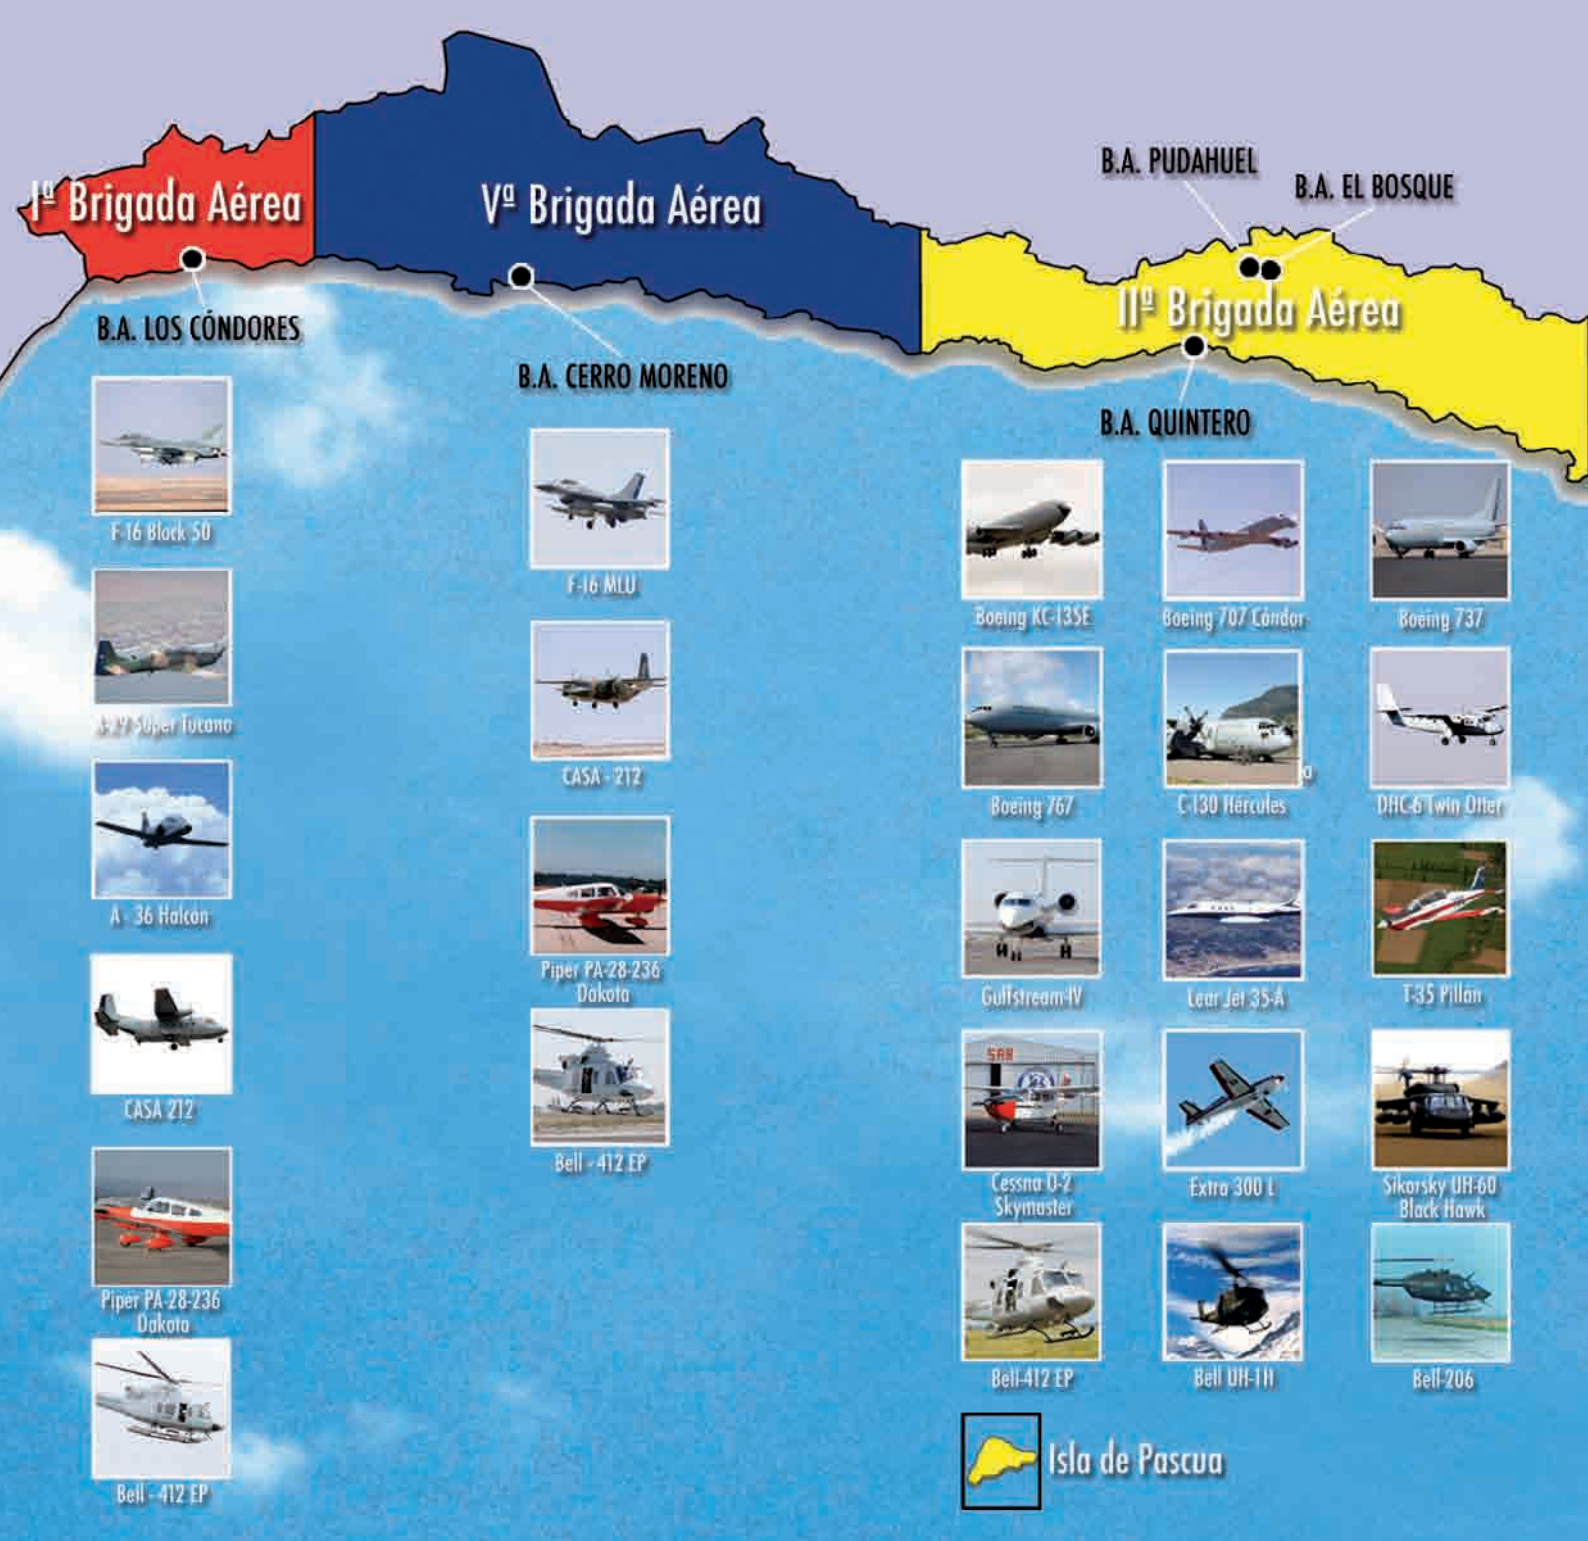 Iª Brigada Aérea
Vª Brigada Aérea
B.A. PUDAHUEL
B.A. EL BOSQUE
IIª Brigada Aérea
B.A. LOS CÓNDORES
B.A. CERRO MORENO
B.A. QUINTERO
F-16 Block 50
A-29 Super Tucano
A - 36 Halcón
CASA 212
Piper PA-28-236
Dakota
Bell - 412 EP
F-16 MLU
CASA - 212
Piper PA-28-236
Dakota
Bell - 412 EP
Boeing KC-135E
Boeing 707 Cóndor
Boeing 737
Boeing 767
C-130 Hércules
DHC-6 Twin Otter
Gulfstream-IV
Lear Jet 35-A
T-35 Pillán
Cessna O-2
Skymaster
Extra 300 L
Sikorsky UH-60
Black Hawk
Bell-412 EP
Bell UH-1H
Bell-206
Isla de Pascua